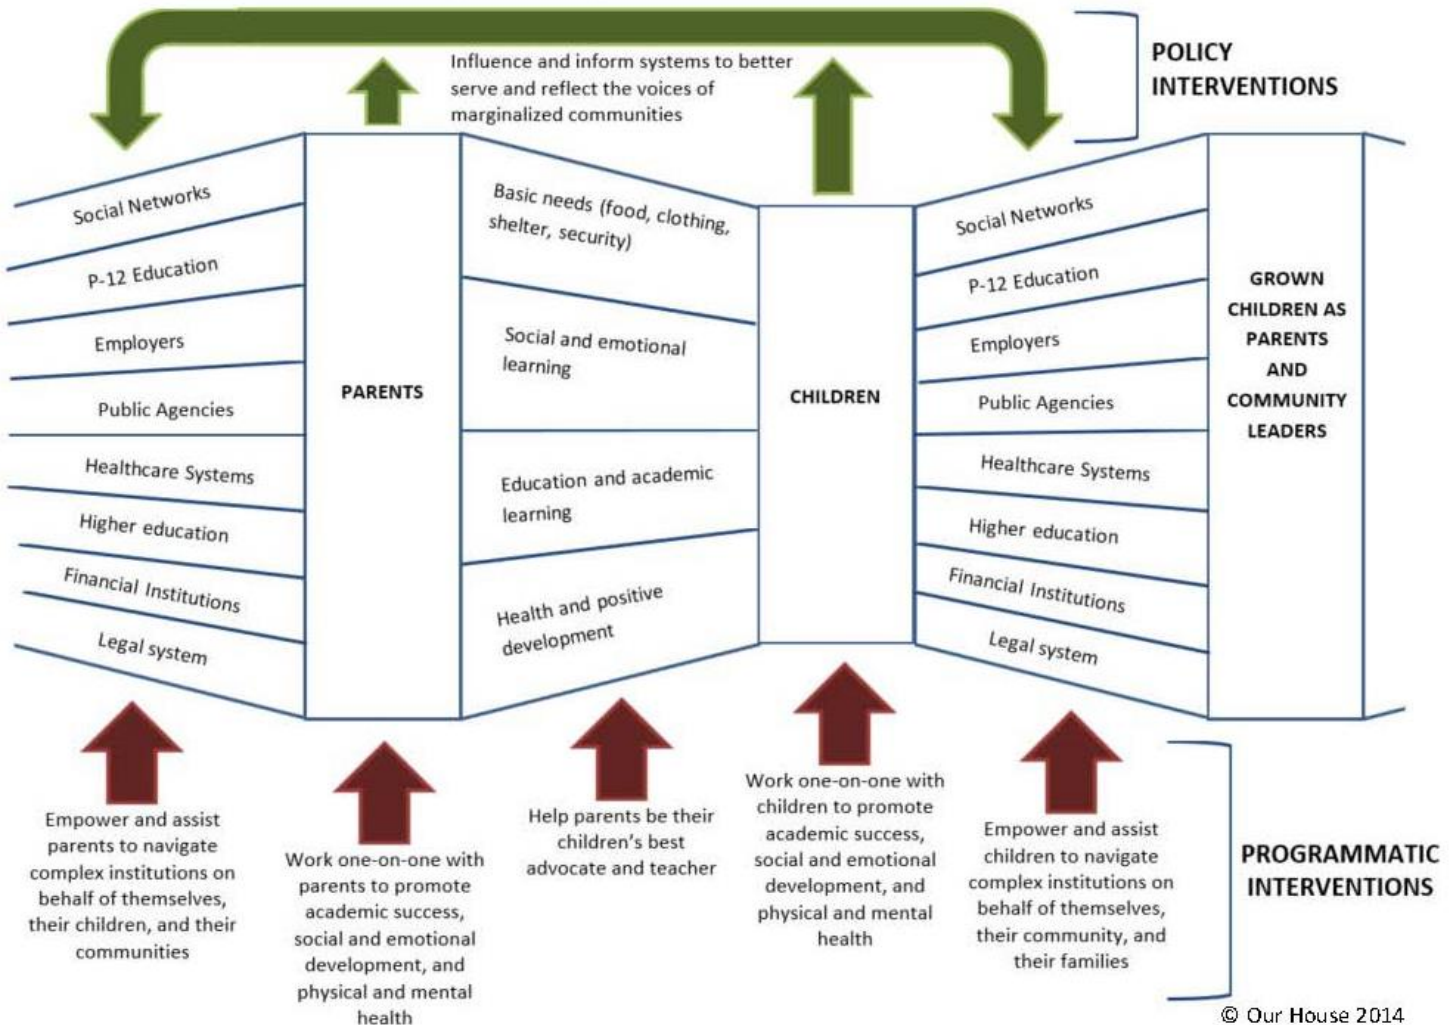 POLICY
INTERVENTIONS
Influence and inform systems to better
serve and reflect the voices of
marginalized communities
Social Networks
P-12 Education
Employers
Public Agencies
Healthcare Systems
Higher education
Financial Institutions
Legal system
PARENTS
Basic needs (food, clothing,
shelter, security)
Social and emotional
learning
Education and academic
learning
Health and positive
development
CHILDREN
Social Networks
P-12 Education
Employers
Public Agencies
Healthcare Systems
Higher education
Financial Institutions
Legal system
GROWN
CHILDREN AS
PARENTS
AND
COMMUNITY
LEADERS
Empower and assist
parents to navigate
complex institutions on
behalf of themselves,
their children, and their
communities
Work one-on-one with
parents to promote
academic success,
social and emotional
development, and
physical and mental
health
Help parents be their
children's best
advocate and teacher
Work one-on-one with
children to promote
academic success,
social and emotional
development, and
physical and mental
health
Empower and assist
children to navigate
complex institutions on
behalf of themselves,
their community, and
their families
PROGRAMMATIC
INTERVENTIONS
© Our House 2014